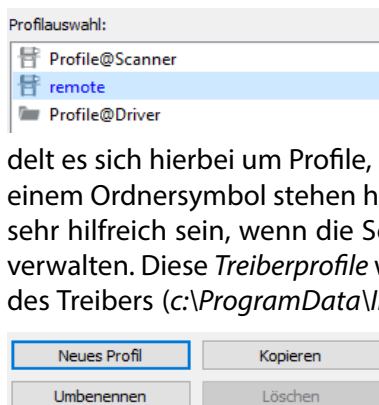 Profilauswahl:
Profile@Scanner
remote
Profile@Driver
delt es sich hierbei um Profile,
einem Ordnersymbol stehen
sehr hilfreich sein, wenn die
verwalten. Diese Treiberprofile
des Treibers (c:\ProgramData\
Neues Profil Kopieren
Umbenennen Löschen